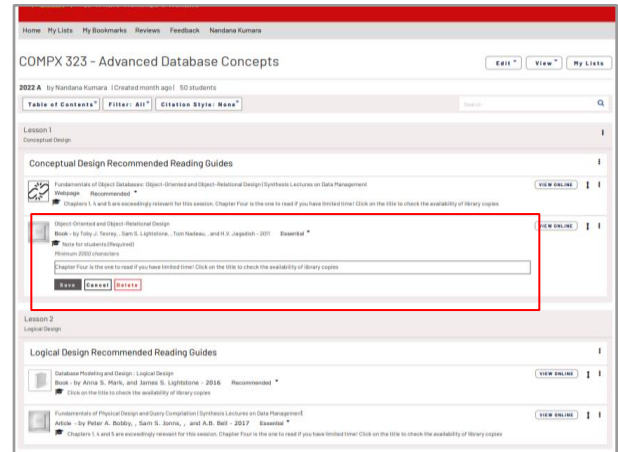 Home My Lists My Bookmarks Reviews Feedback Nandana Kumara
COMPX 323 - Advanced Database Concepts
Edit View My Lists
2022 A by Nandana Kumara (Created month ago) 50 students
Table of Contents Filter: All Citation Style: None Search
Lesson 1
Conceptual Design
Conceptual Design Recommended Reading Guides
Fundamentals of Object Databases: Object-Oriented and Object-Relational Design | Synthesis Lectures on Data Management
VIEW ONLINE
Webpage Recommended
Chapters 1, 4 and 5 are exceedingly relevant for this session. Chapter Four is the one to read if you have limited time! Click on the title to check the availability of library copies
Object-Oriented and Object-Relational Design
VIEW ONLINE
Book - by Toby J. Teorey, , Sam S. Lightstone, , Tom Nadeau, , and H.V. Jagadish - 2011 Essential
Note for students (Required)
Minimum 2000 characters
Chapter Four is the one to read if you have limited time! Click on the title to check the availability of library copies
Save Cancel Delete
Lesson 2
Logical Design
Logical Design Recommended Reading Guides
Database Modeling and Design : Logical Design
VIEW ONLINE
Book - by Anna S. Mark, and James S. Lightstone - 2016 Recommended
Click on the title to check the availability of library copies
Fundamentals of Physical Design and Query Compilation | Synthesis Lectures on Data Management
VIEW ONLINE
Article - by Peter A. Bobby, , Sam S. Jonns, , and A.B. Bell - 2017 Essential
Chapters 1, 4 and 5 are exceedingly relevant for this session. Chapter Four is the one to read if you have limited time! Click on the title to check the availability of library copies